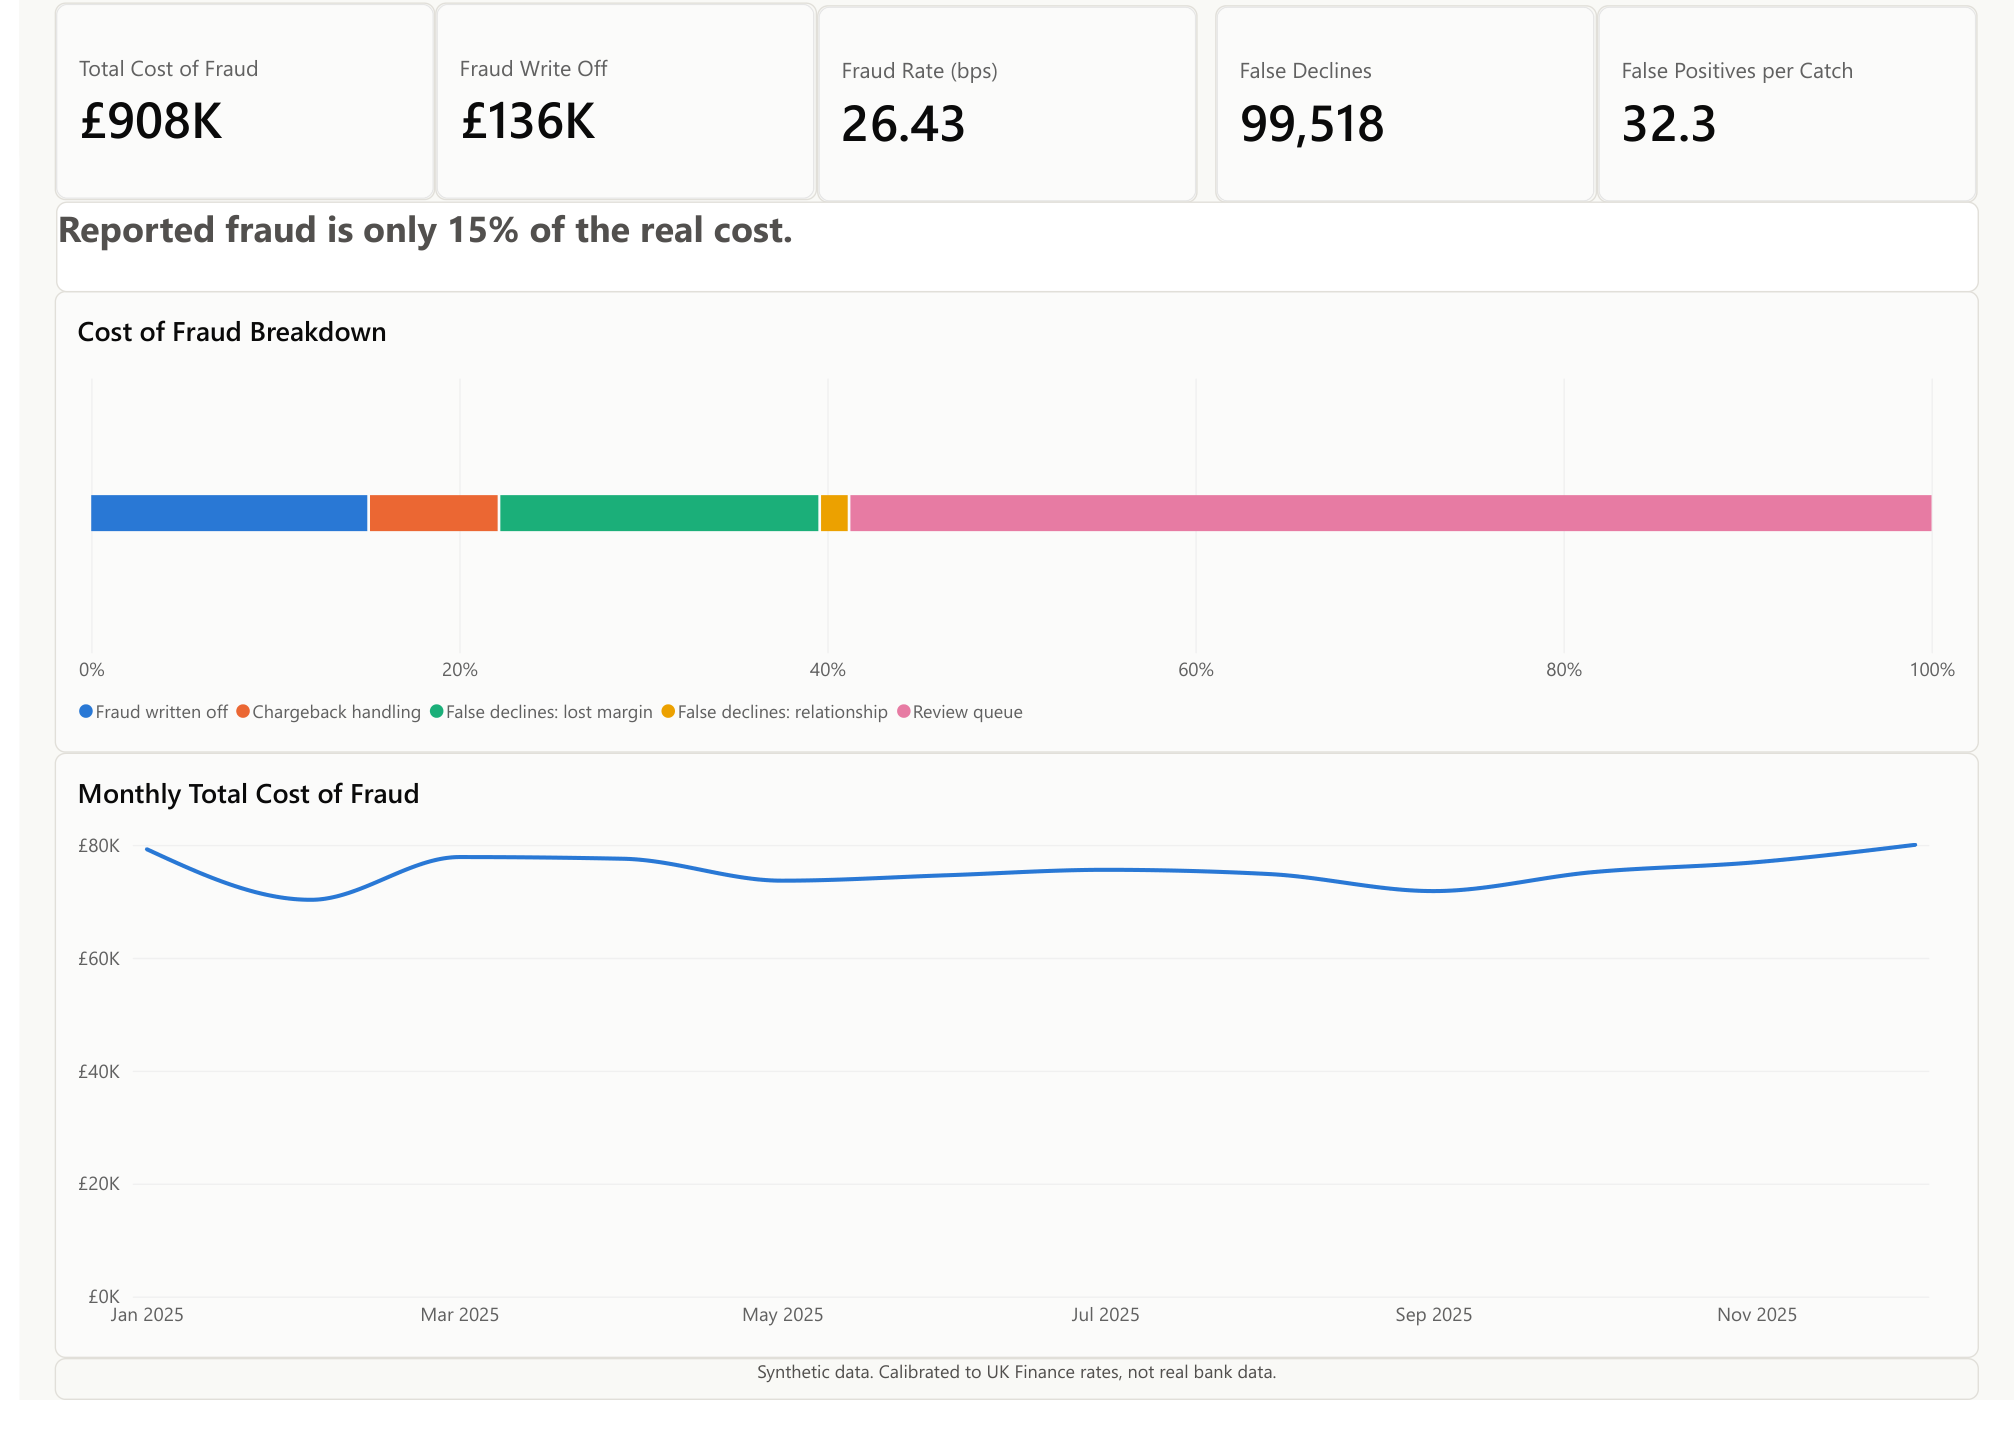 Total Cost of Fraud
£908K
Fraud Write Off
£136K
Fraud Rate (bps)
26.43
False Declines
99,518
False Positives per Catch
32.3
Reported fraud is only 15% of the real cost.
Cost of Fraud Breakdown
0% 20% 40% 60% 80% 100%
Fraud written off Chargeback handling False declines: lost margin False declines: relationship Review queue
Monthly Total Cost of Fraud
£80K
£60K
£40K
£20K
£0K
Jan 2025 Mar 2025 May 2025 Jul 2025 Sep 2025 Nov 2025
Synthetic data. Calibrated to UK Finance rates, not real bank data.